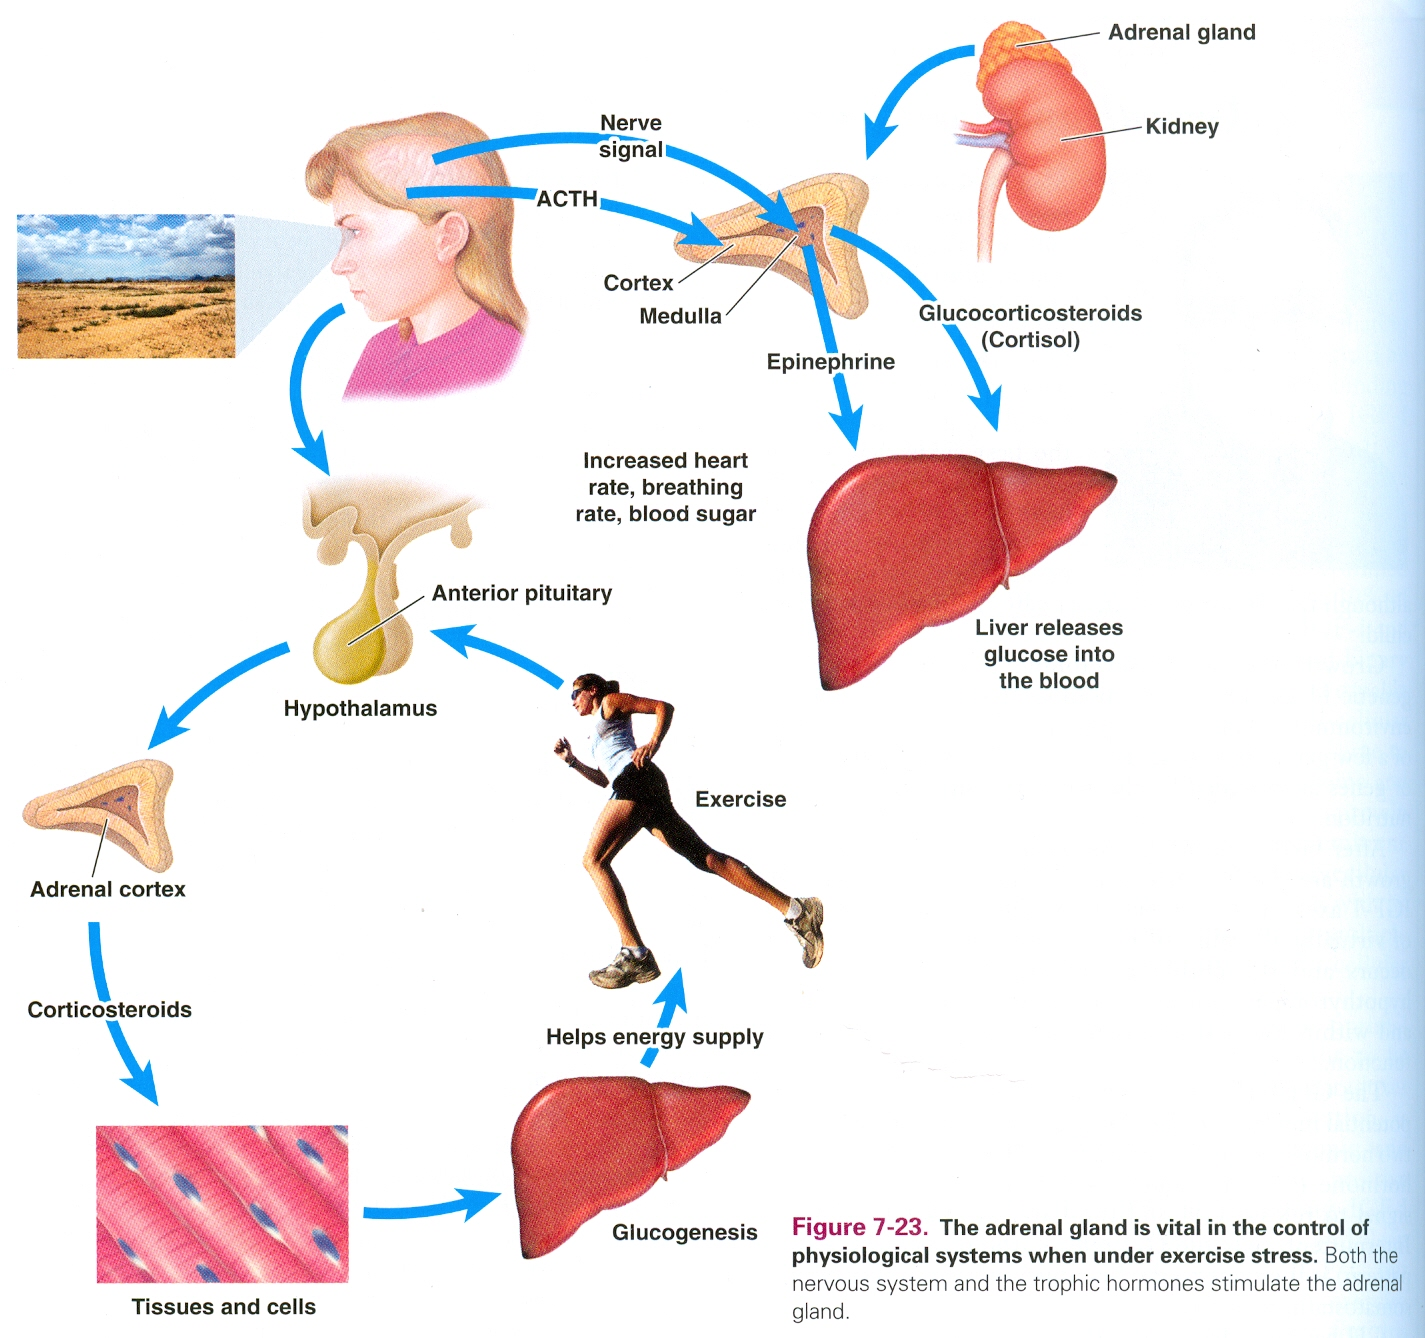 Adrenal gland
Kidney
Nerve
signal
ACTH
Cortex
Medulla
Glucocorticosteroids
(Cortisol)
Epinephrine
Increased heart
rate, breathing
rate, blood sugar
Anterior pituitary
Hypothalamus
Liver releases
glucose into
the blood
Exercise
Adrenal cortex
Corticosteroids
Helps energy supply
Glucogenesis
Tissues and cells
Figure 7-23. The adrenal gland is vital in the control of
physiological systems when under exercise stress. Both the
nervous system and the trophic hormones stimulate the adrenal
gland.